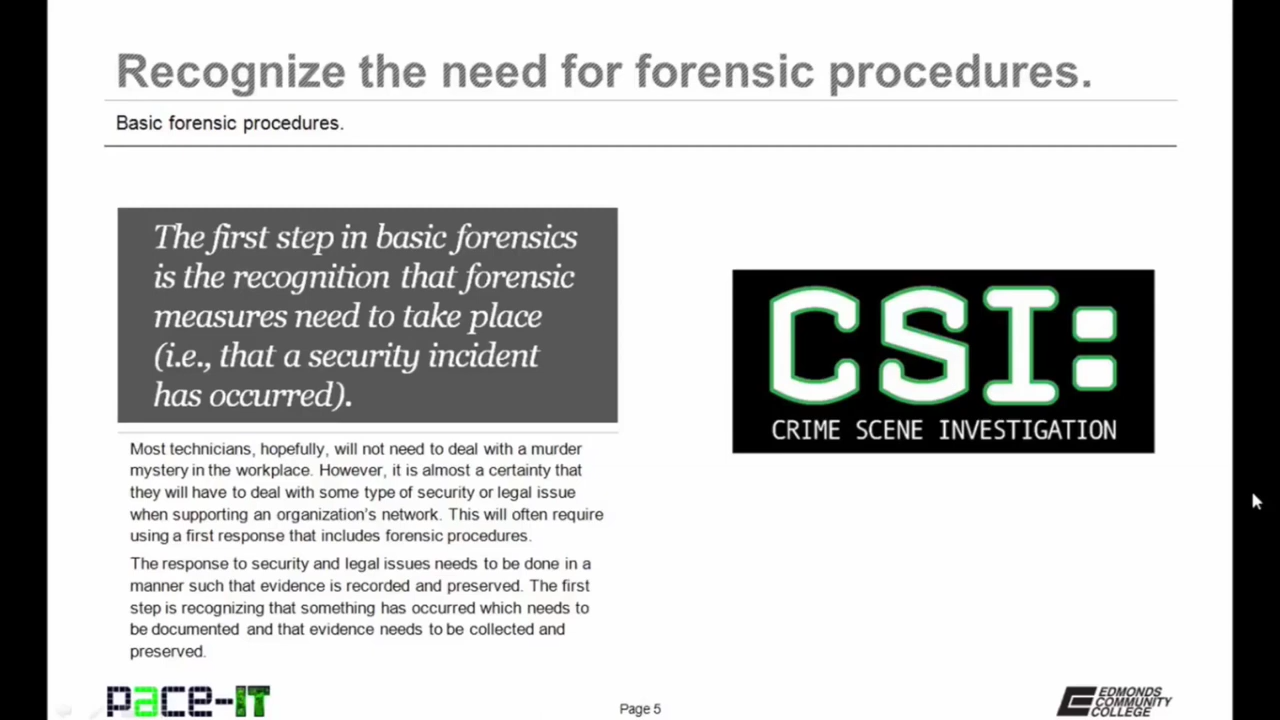 Recognize the need for forensic procedures.
Basic forensic procedures.
The first step in basic forensics
is the recognition that forensic
measures need to take place
(i.e., that a security incident
has occurred).
CSI:
CRIME SCENE INVESTIGATION
Most technicians, hopefully, will not need to deal with a murder
mystery in the workplace. However, it is almost a certainty that
they will have to deal with some type of security or legal issue
when supporting an organization's network. This will often require
using a first response that includes forensic procedures.
The response to security and legal issues needs to be done in a
manner such that evidence is recorded and preserved. The first
step is recognizing that something has occurred which needs to
be documented and that evidence needs to be collected and
preserved.
pace-IT
Page 5
EDMONDS
COMMUNITY
COLLEGE